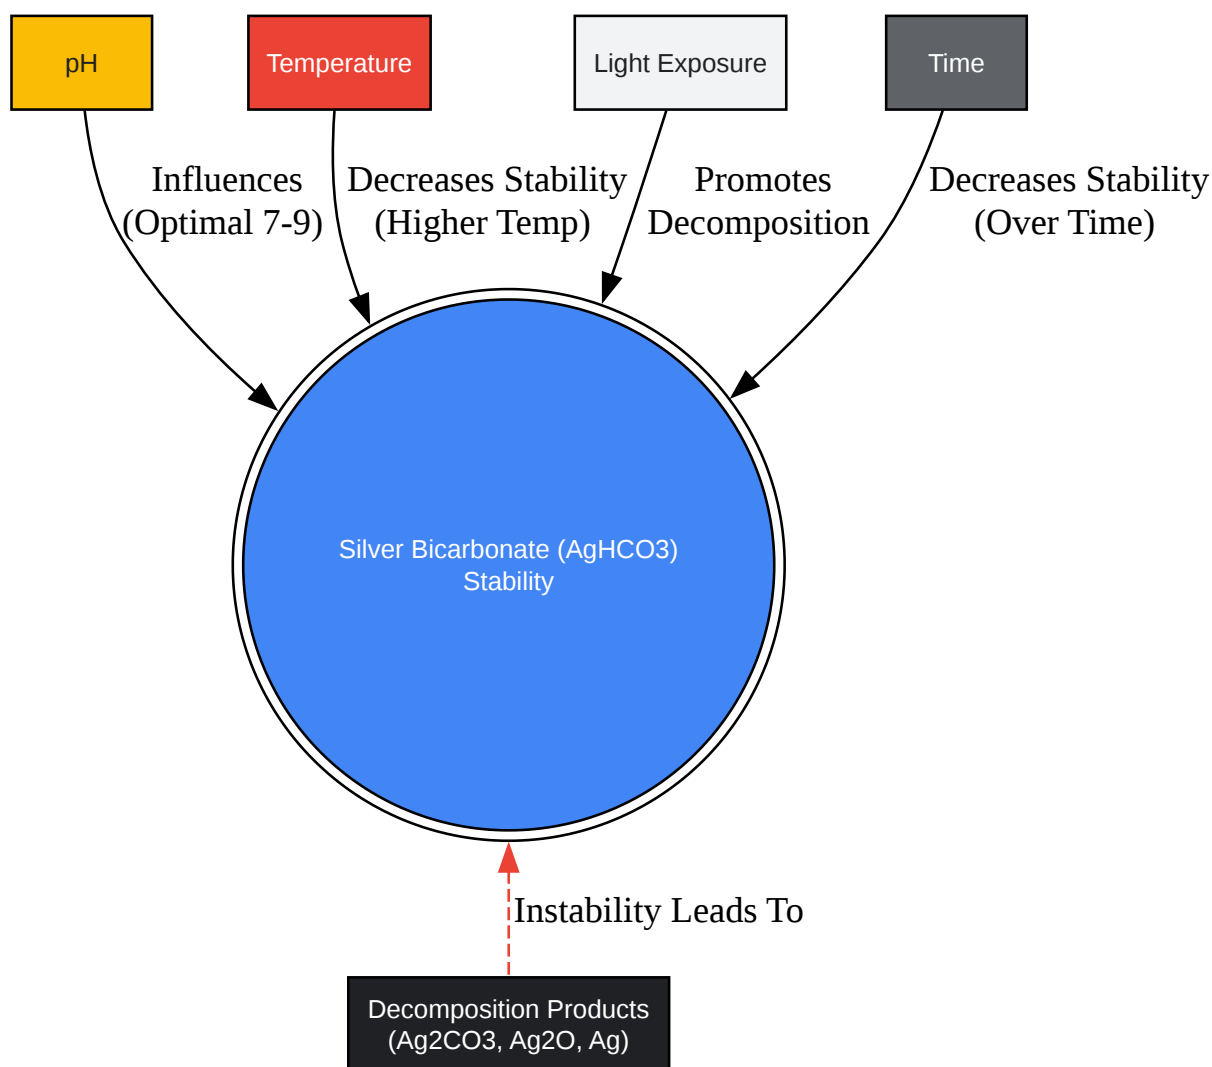 pH
Temperature
Light Exposure
Time
Influences
(Optimal 7-9)
Decreases Stability
(Higher Temp)
Promotes
Decomposition
Decreases Stability
(Over Time)
Silver Bicarbonate (AgHCO3)
Stability
Instability Leads To
Decomposition Products
(Ag2CO3, Ag2O, Ag)